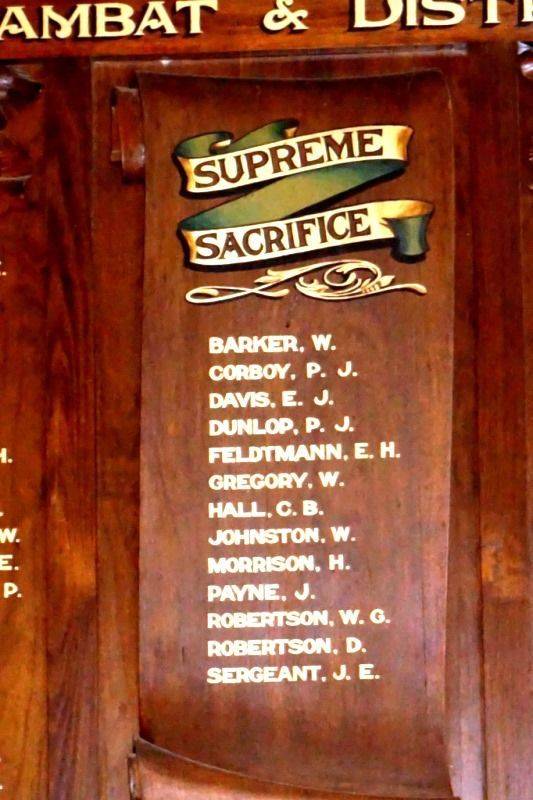 AMBAT & DIST
SUPREME
SACRIFICE
BARKER, W.
CORBOY, P. J.
DAVIS, E. J.
DUNLOP, P. J.
FELDTMANN, E. H.
GREGORY, W.
HALL, C. B.
JOHNSTON, W.
MORRISON, H.
PAYNE, J.
ROBERTSON, W. G.
ROBERTSON, D.
SERGEANT, J. E.
H.
W.
E.
P.